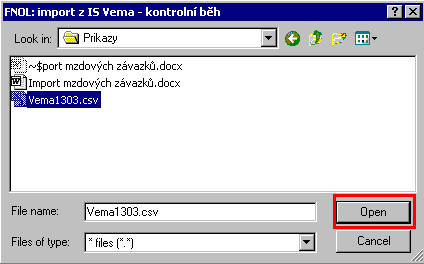 FNOL: import z IS Vema - kontrolní běh
Look in: Prikazy
~$port mzdových závazků.docx
Import mzdových závazků.docx
Vema1303.csv
File name: Vema1303.csv Open
Files of type: * files (*.*) Cancel